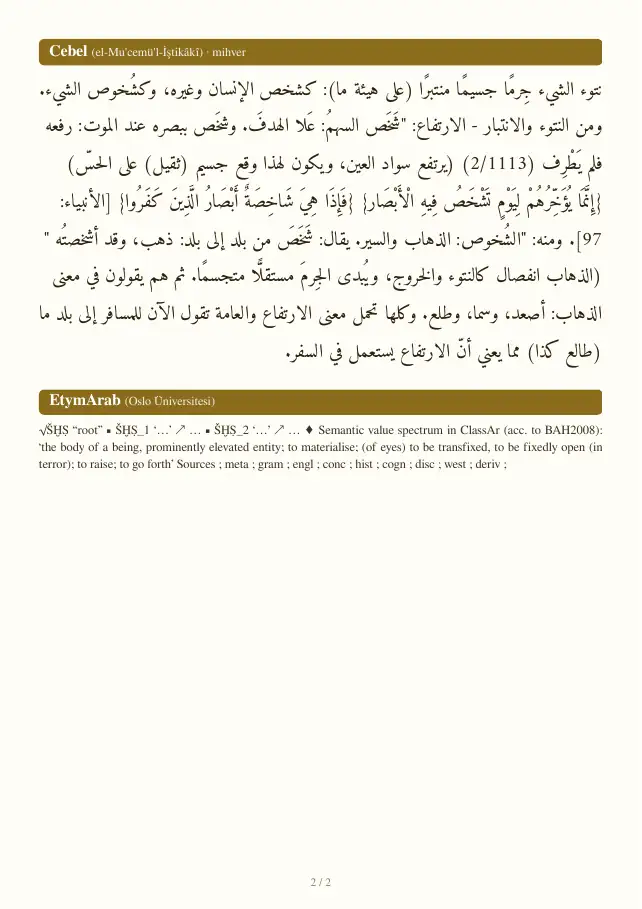 Cebel (el-Mu'cemü'l-İştikâkî) · mihver
نتوء الشيء جِرمًا جسيمًا منتبرًا (على هيئة ما): كشخص الإنسان وغيره، وكشُخوص الشيء.
ومن النتوء والانتبار - الارتفاع: "شَخَص السهمُ: عَلا الهدفَ. وشخَص ببصره عند الموت: رفعه
فلم يَطْرِف (2/1113) (يرتفع سواد العين، ويكون لهذا وقع جسيم (ثقيل) على الحسّ)
{إِنَّمَا يُؤَخِّرُهُمْ لِيَوْمٍ تَشْخَصُ فِيهِ الْأَبْصَار} {فَإِذَا هِيَ شَاخِصَةٌ أَبْصَارُ الَّذِينَ كَفَرُوا} [الأنبياء:
97]. ومنه: "الشُخوص: الذهاب والسير. يقال: شَخَصَ من بلد إلى بلد: ذهب، وقد أشخصتُه "
(الذهاب انفصال كالنتوء والخروج، ويُبدى الجِرمَ مستقلًّا متجسمًا. ثم هم يقولون في معنى
الذهاب: أصعد، وسما، وطلع. وكلها تحمل معنى الارتفاع والعامة تقول الآن للمسافر إلى بلد ما
(طالع كذا) مما يعني أنّ الارتفاع يستعمل في السفر.
EtymArab (Oslo Üniversitesi)
√ŠḪṢ “root” ▪ ŠḪṢ_1 ‘…’ ↗ … ▪ ŠḪṢ_2 ‘…’ ↗ … ♦ Semantic value spectrum in ClassAr (acc. to BAH2008):
‘the body of a being, prominently elevated entity; to materialise; (of eyes) to be transfixed, to be fixedly open (in
terror); to raise; to go forth’ Sources ; meta ; gram ; engl ; conc ; hist ; cogn ; disc ; west ; deriv ;
2 / 2